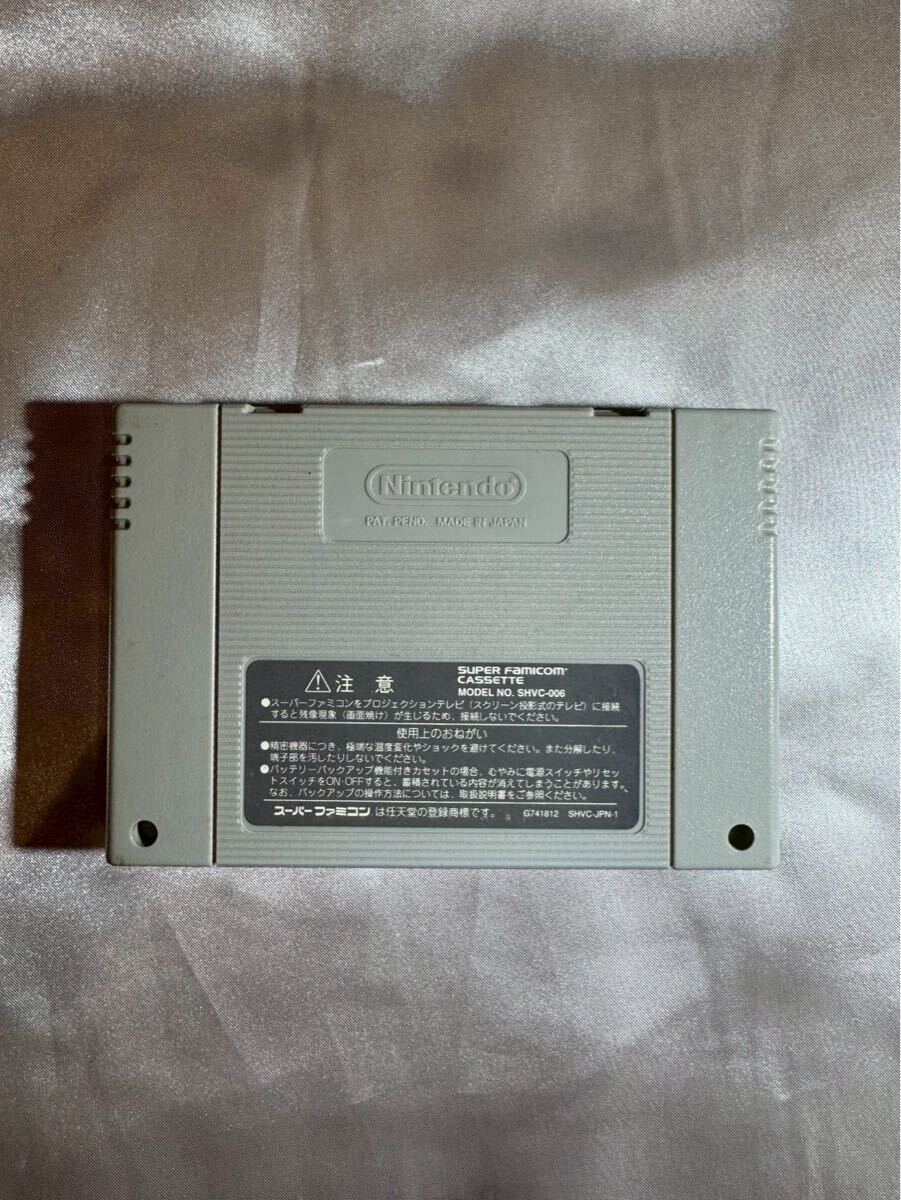 Nintendo
PAT. PEND. MADE IN JAPAN
⚠注意
SUPER FAMICOM
CASSETTE
MODEL NO. SHVC-006
●スーパーファミコンをプロジェクションテレビ(スクリーン投影式のテレビ)に接続
すると残像現象(画面焼け)が生じるため、接続しないでください。
使用上のおねがい
●精密機器につき、極端な温度変化やショックを避けてください。また分解したり、
端子部を汚したりしないでください。
●バッテリーバックアップ機能付きカセットの場合、むやみに電源スイッチやリセッ
トスイッチをON・OFFすると、蓄積されている内容が消えてしまうことがあります。
なお、バックアップの操作方法については、取扱説明書をご参照ください。
スーパーファミコンは任天堂の登録商標です。 G741812 SHVC-JPN-1